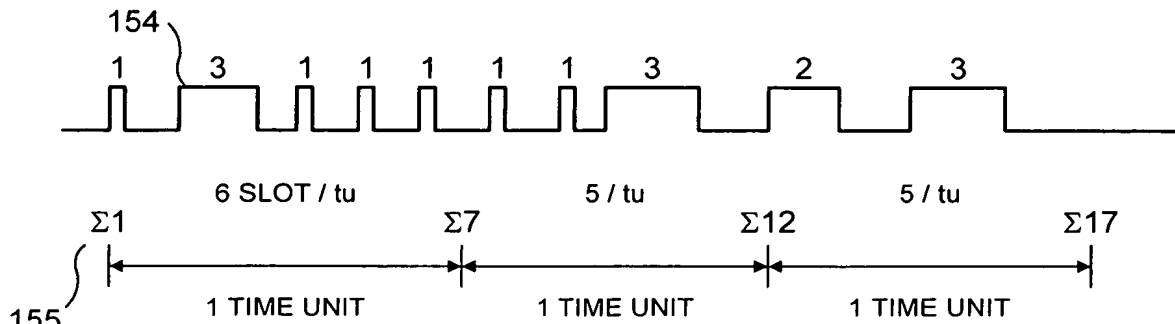 154
1 3 1 1 1 1 1 3 2 3
6 SLOT / tu 5 / tu 5 / tu
Σ1 Σ7 Σ12 Σ17
155
1 TIME UNIT 1 TIME UNIT 1 TIME UNIT